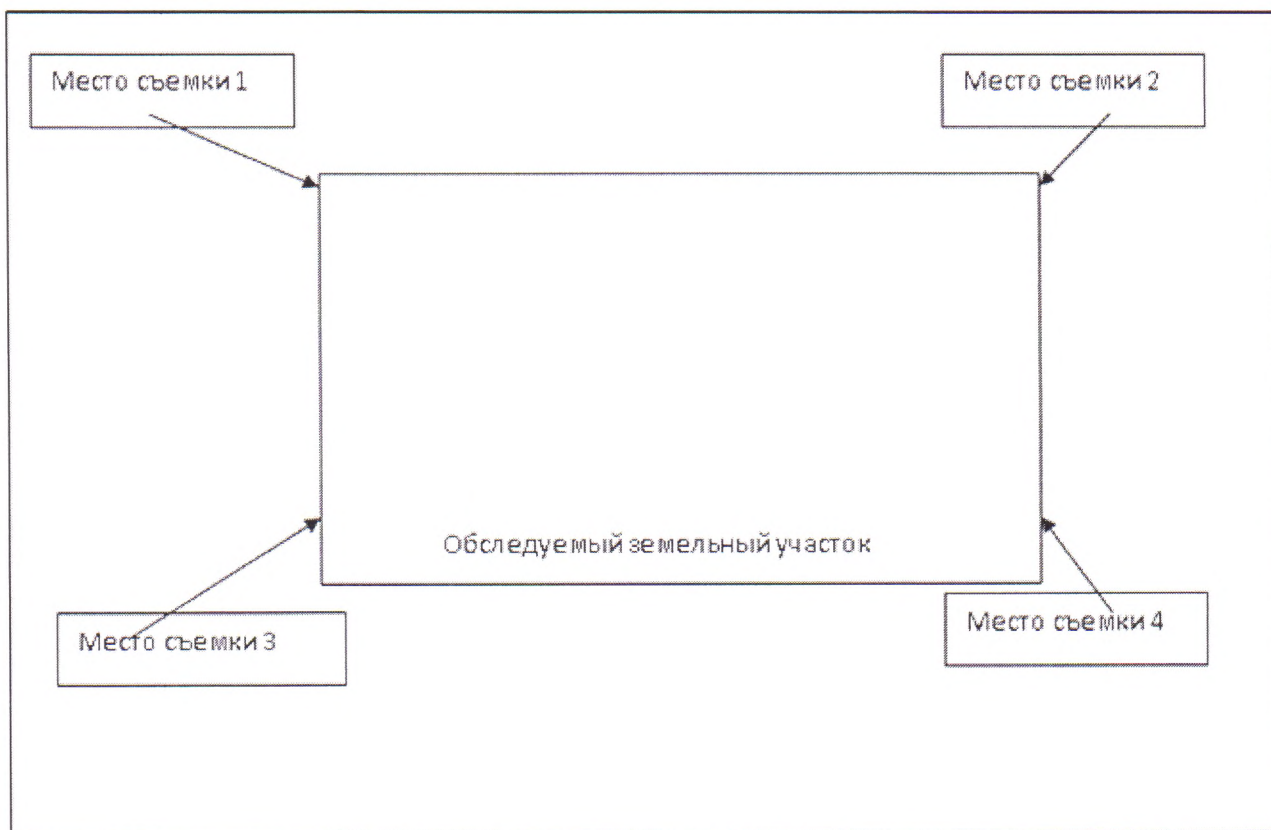 Место съемки 1
Место съемки 2
Обследуемый земельный участок
Место съемки 3
Место съемки 4